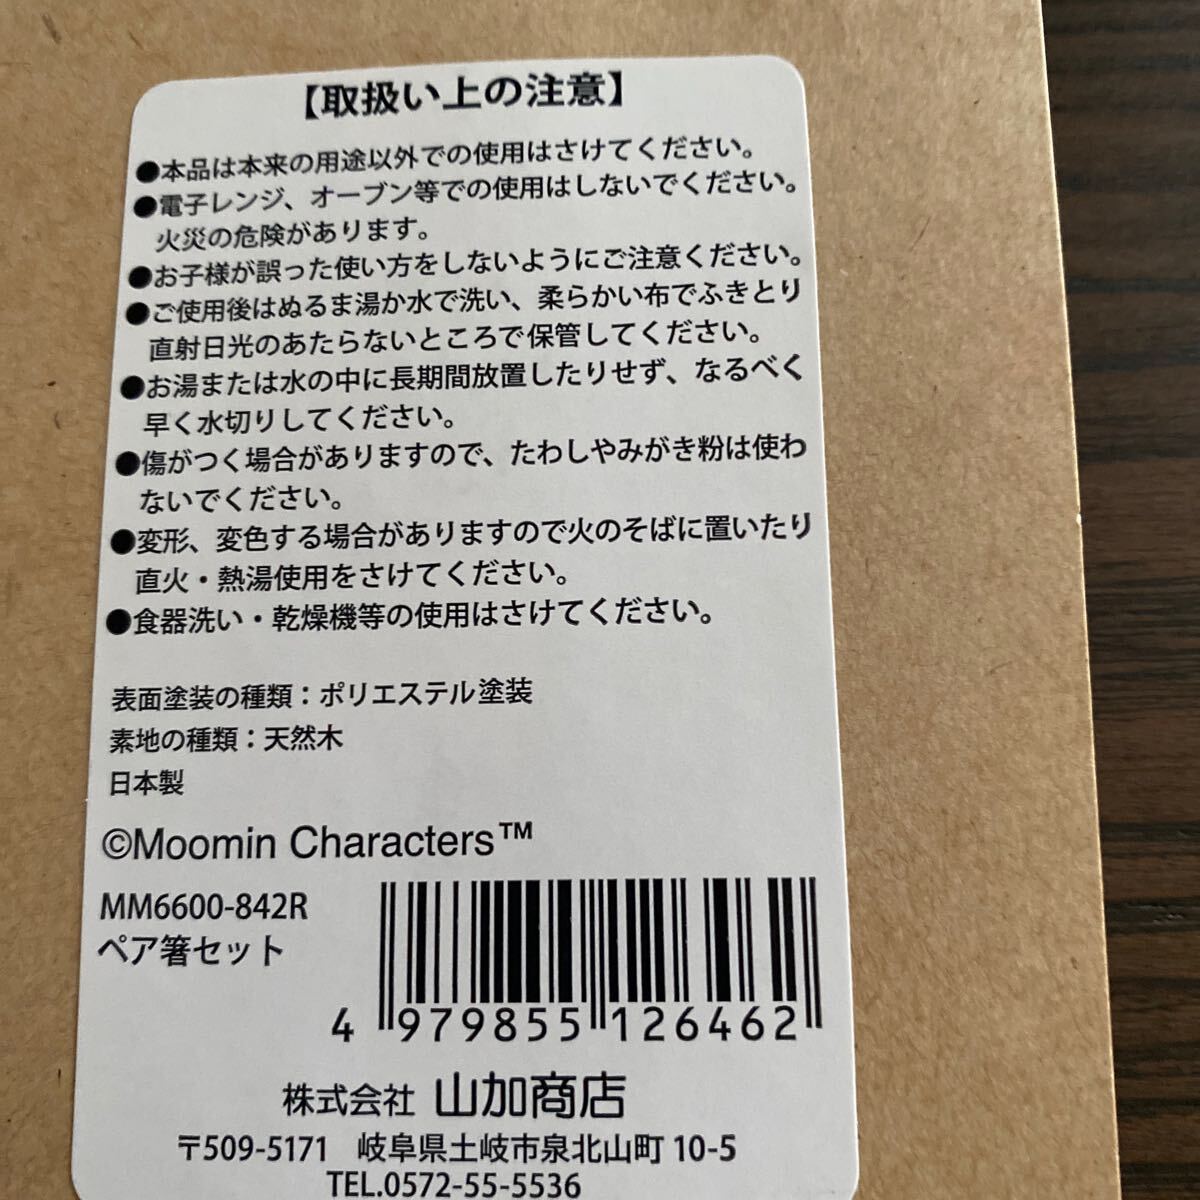 【取扱い上の注意】
●本品は本来の用途以外での使用はさけてください。
●電子レンジ、オーブン等での使用はしないでください。
火災の危険があります。
●お子様が誤った使い方をしないようにご注意ください。
●ご使用後はぬるま湯か水で洗い、柔らかい布でふきとり
直射日光のあたらないところで保管してください。
●お湯または水の中に長期間放置したりせず、なるべく
早く水切りしてください。
●傷がつく場合がありますので、たわしやみがき粉は使わ
ないでください。
●変形、変色する場合がありますので火のそばに置いたり
直火・熱湯使用をさけてください。
●食器洗い・乾燥機等の使用はさけてください。
表面塗装の種類：ポリエステル塗装
素地の種類：天然木
日本製
©Moomin Characters™
MM6600-842R
ペア箸セット
4 979855 126462
株式会社 山加商店
〒509-5171 岐阜県土岐市泉北山町 10-5
TEL.0572-55-5536